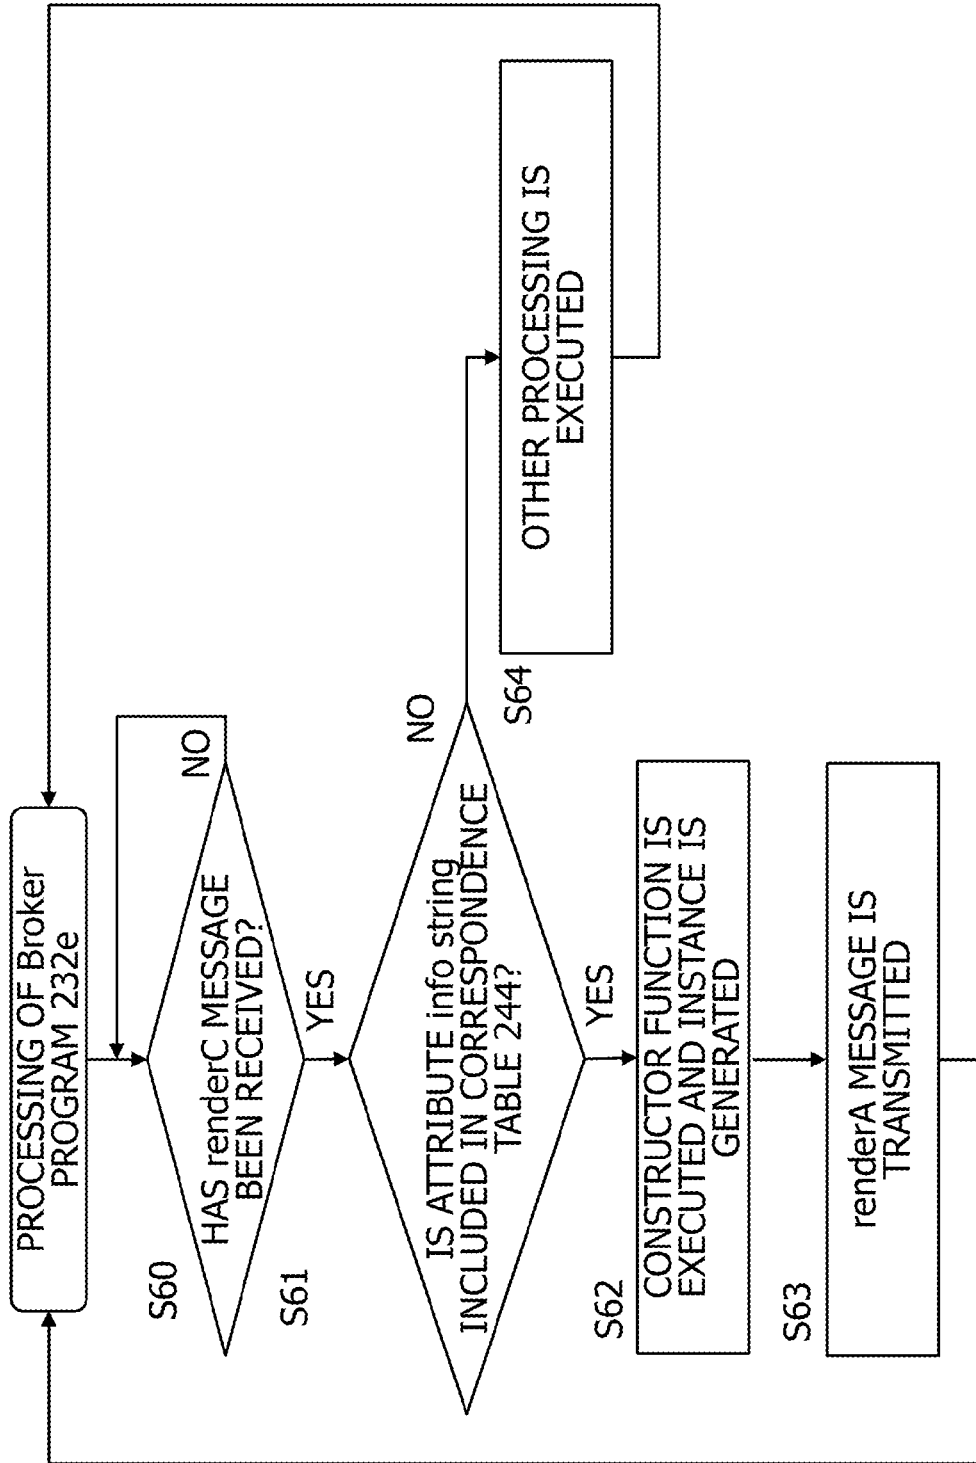 PROCESSING OF Broker
PROGRAM 232e
S60
HAS renderC MESSAGE
BEEN RECEIVED?
NO
YES
S61
IS ATTRIBUTE info string
INCLUDED IN CORRESPONDENCE
TABLE 244?
NO
YES
S64
OTHER PROCESSING IS
EXECUTED
S62
CONSTRUCTOR FUNCTION IS
EXECUTED AND INSTANCE IS
GENERATED
S63
renderA MESSAGE IS
TRANSMITTED